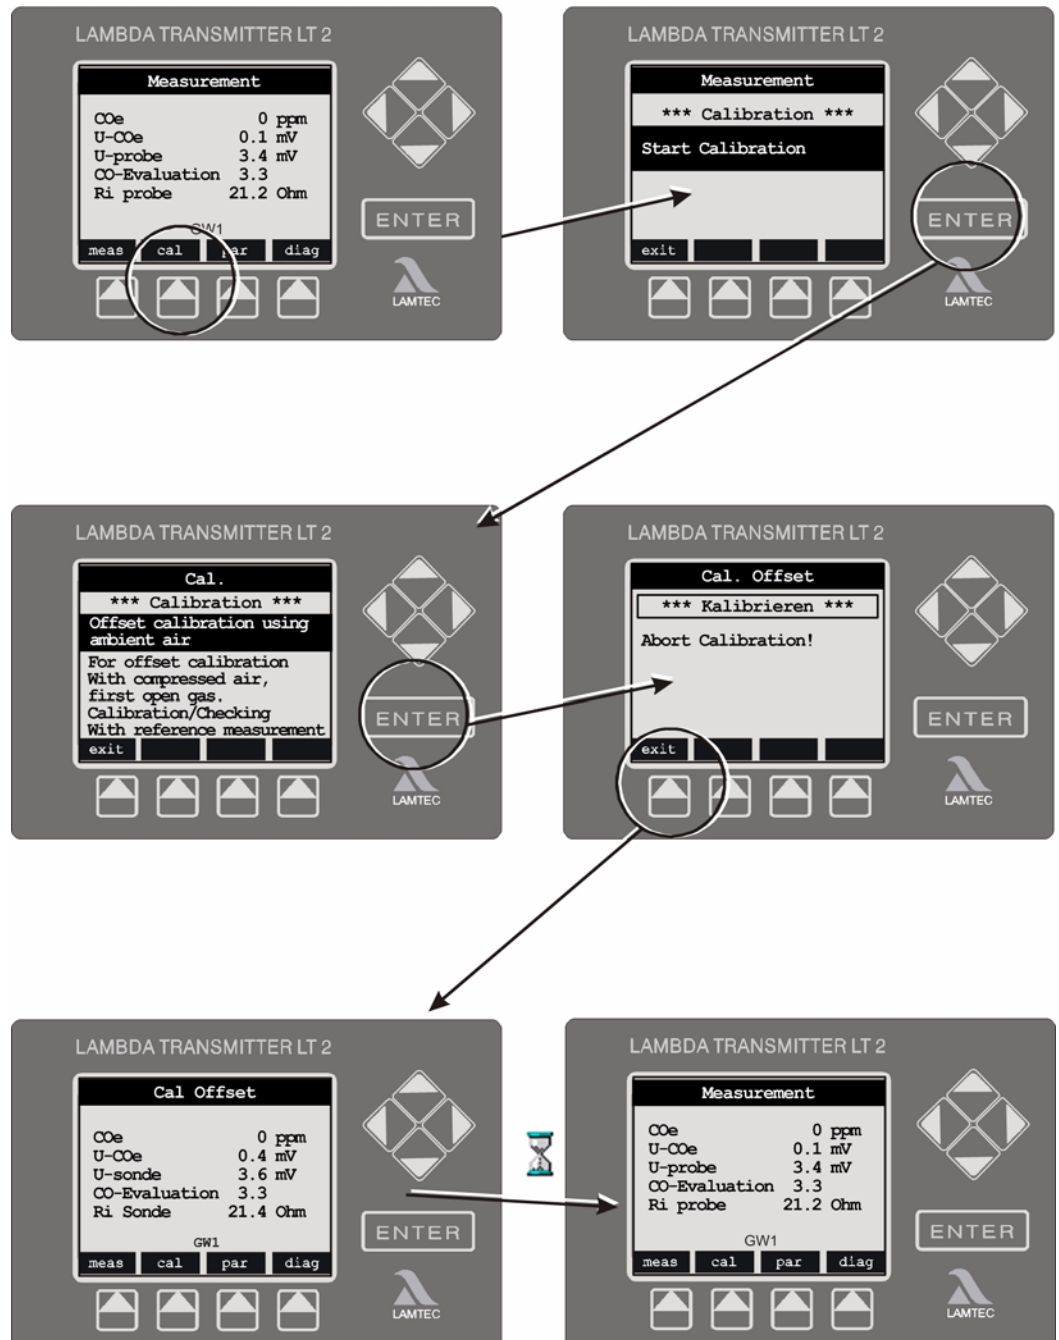 LAMBDA TRANSMITTER LT 2
Measurement
COe 0 ppm
U-COe 0.1 mV
U-probe 3.4 mV
CO-Evaluation 3.3
Ri probe 21.2 Ohm
GW1
meas cal par diag
ENTER
LAMTEC
LAMBDA TRANSMITTER LT 2
Measurement
*** Calibration ***
Start Calibration
exit
ENTER
LAMTEC
LAMBDA TRANSMITTER LT 2
Cal.
*** Calibration ***
Offset calibration using
ambient air
For offset calibration
With compressed air,
first open gas.
Calibration/Checking
With reference measurement
exit
ENTER
LAMTEC
LAMBDA TRANSMITTER LT 2
Cal. Offset
*** Kalibrieren ***
Abort Calibration!
exit
ENTER
LAMTEC
LAMBDA TRANSMITTER LT 2
Cal Offset
COe 0 ppm
U-COe 0.4 mV
U-sonde 3.6 mV
CO-Evaluation 3.3
Ri Sonde 21.4 Ohm
GW1
meas cal par diag
ENTER
LAMTEC
LAMBDA TRANSMITTER LT 2
Measurement
COe 0 ppm
U-COe 0.1 mV
U-probe 3.4 mV
CO-Evaluation 3.3
Ri probe 21.2 Ohm
GW1
meas cal par diag
ENTER
LAMTEC